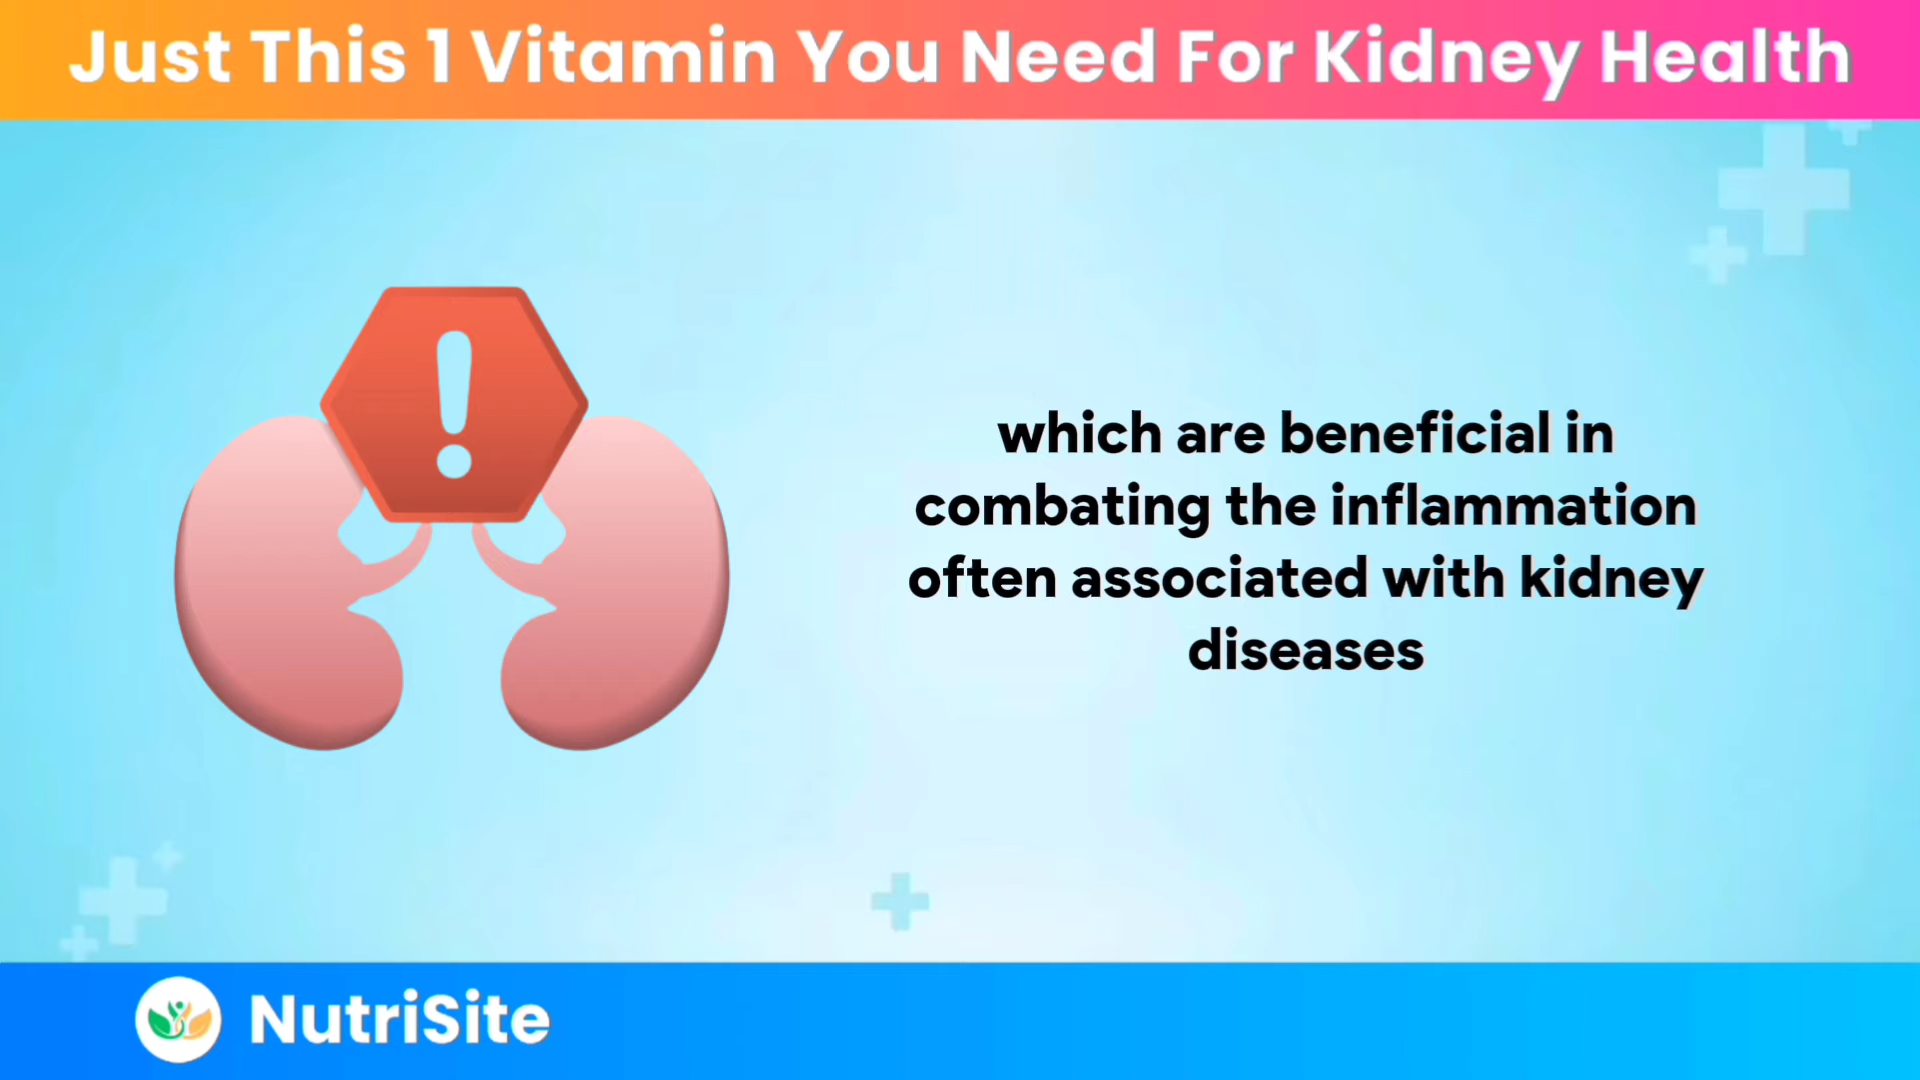 Just This 1 Vitamin You Need For Kidney Health
!
which are beneficial in
combating the inflammation
often associated with kidney
diseases
NutriSite